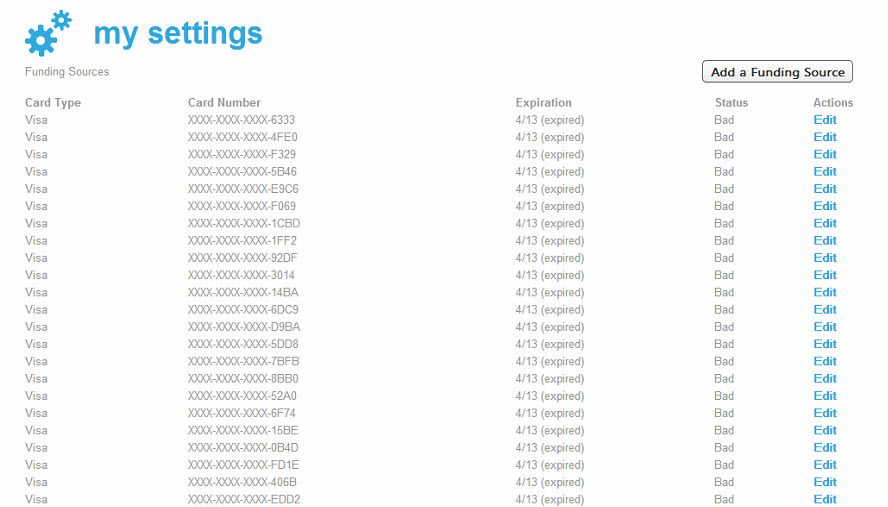 my settings
Funding Sources
Add a Funding Source
Card Type Card Number Expiration Status Actions
Visa XXXX-XXXX-XXXX-6333 4/13 (expired) Bad Edit
Visa XXXX-XXXX-XXXX-4FE0 4/13 (expired) Bad Edit
Visa XXXX-XXXX-XXXX-F329 4/13 (expired) Bad Edit
Visa XXXX-XXXX-XXXX-5B46 4/13 (expired) Bad Edit
Visa XXXX-XXXX-XXXX-E9C6 4/13 (expired) Bad Edit
Visa XXXX-XXXX-XXXX-F069 4/13 (expired) Bad Edit
Visa XXXX-XXXX-XXXX-1CBD 4/13 (expired) Bad Edit
Visa XXXX-XXXX-XXXX-1FF2 4/13 (expired) Bad Edit
Visa XXXX-XXXX-XXXX-92DF 4/13 (expired) Bad Edit
Visa XXXX-XXXX-XXXX-3014 4/13 (expired) Bad Edit
Visa XXXX-XXXX-XXXX-14BA 4/13 (expired) Bad Edit
Visa XXXX-XXXX-XXXX-6DC9 4/13 (expired) Bad Edit
Visa XXXX-XXXX-XXXX-D9BA 4/13 (expired) Bad Edit
Visa XXXX-XXXX-XXXX-5DD8 4/13 (expired) Bad Edit
Visa XXXX-XXXX-XXXX-7BFB 4/13 (expired) Bad Edit
Visa XXXX-XXXX-XXXX-8BB0 4/13 (expired) Bad Edit
Visa XXXX-XXXX-XXXX-52A0 4/13 (expired) Bad Edit
Visa XXXX-XXXX-XXXX-6F74 4/13 (expired) Bad Edit
Visa XXXX-XXXX-XXXX-15BE 4/13 (expired) Bad Edit
Visa XXXX-XXXX-XXXX-0B4D 4/13 (expired) Bad Edit
Visa XXXX-XXXX-XXXX-FD1E 4/13 (expired) Bad Edit
Visa XXXX-XXXX-XXXX-406B 4/13 (expired) Bad Edit
Visa XXXX-XXXX-XXXX-EDD2 4/13 (expired) Bad Edit